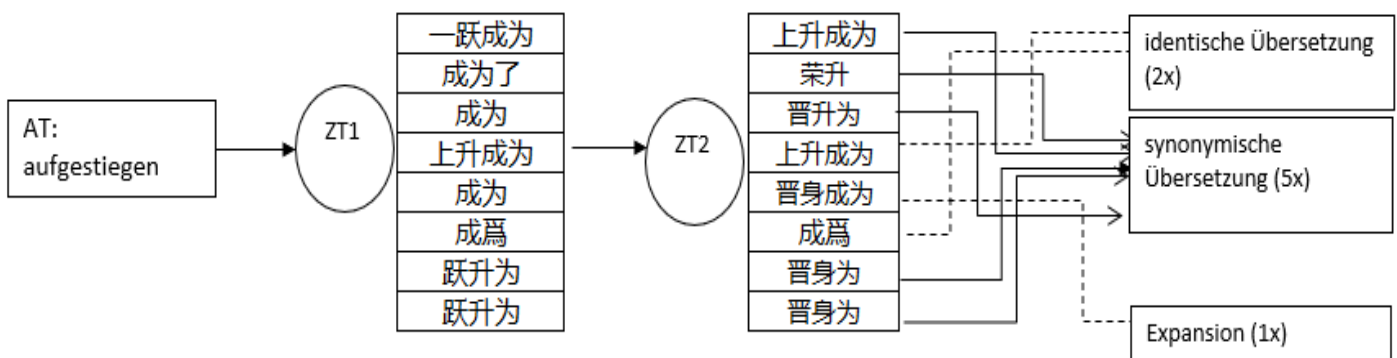 AT:
aufgestiegen
ZT1
一跃成为
成为了
成为
上升成为
成为
成爲
跃升为
跃升为
ZT2
上升成为
荣升
晋升为
上升成为
晋身成为
成爲
晋身为
晋身为
identische Übersetzung
(2x)
synonymische
Übersetzung (5x)
Expansion (1x)